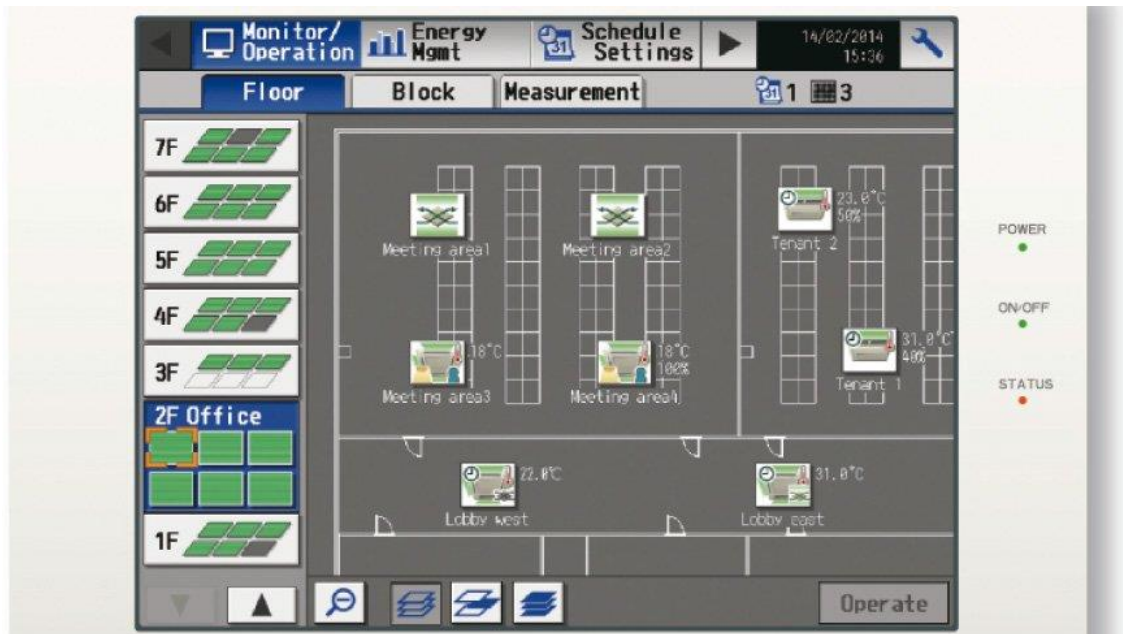 Monitor/
Operation
Energy
Mgmt
31
Schedule
Settings
14/02/2014
15:36
Floor
Block
Measurement
31 1
3
7F
6F
5F
4F
3F
2F Office
1F
Meeting area1
Meeting area2
23.0°C
50%
Tenant 2
18°C
Meeting area3
18°C
100%
Meeting area4
31.0°C
40%
Tenant 1
22.0°C
Lobby west
31.0°C
Lobby east
Operate
POWER
ON/OFF
STATUS